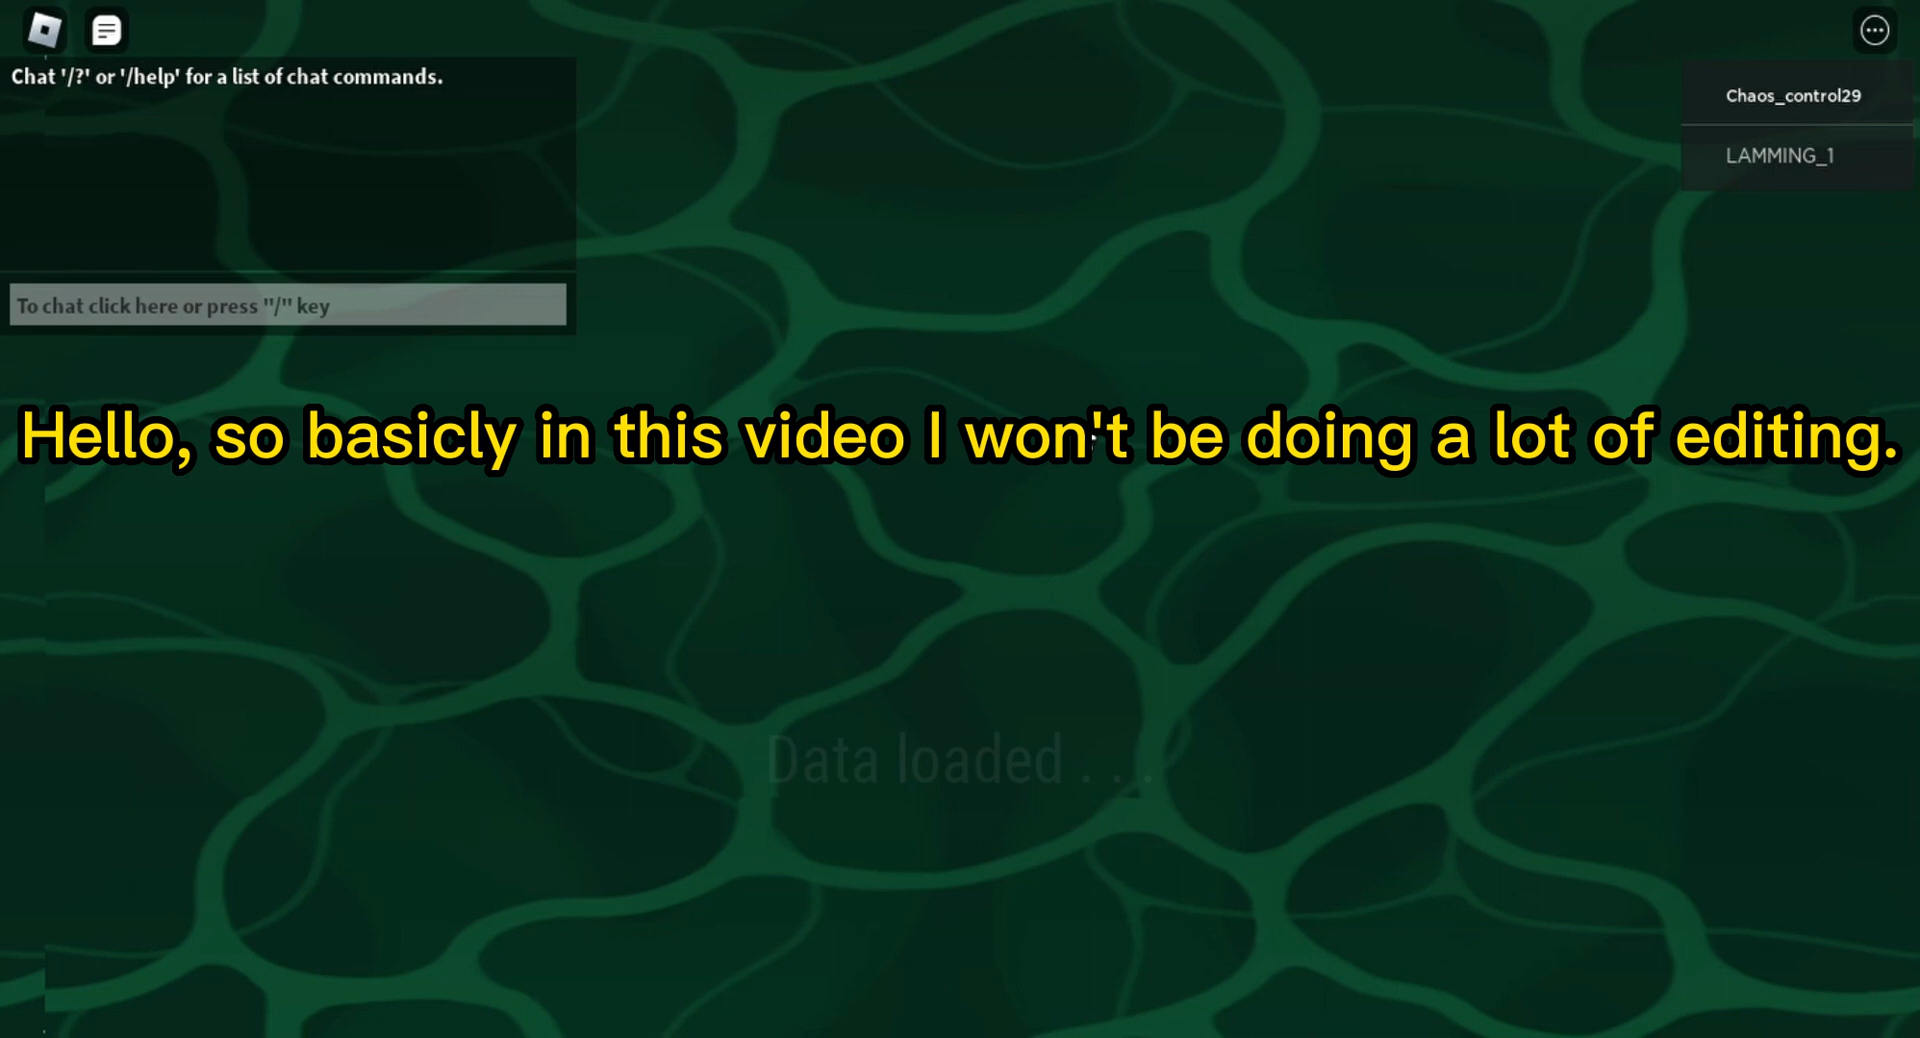 Chat '/?' or '/help' for a list of chat commands.
Chaos_control29
LAMMING_1
To chat click here or press "/" key
Hello, so basicly in this video I won't be doing a lot of editing.
Data loaded . . .